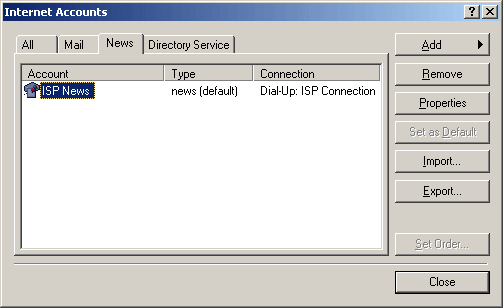 Internet Accounts
All Mail News Directory Service
Account Type Connection
ISP News news (default) Dial-Up: ISP Connection
Add
Remove
Properties
Set as Default
Import...
Export...
Set Order...
Close